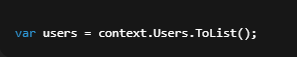 var users = context.Users.ToList();